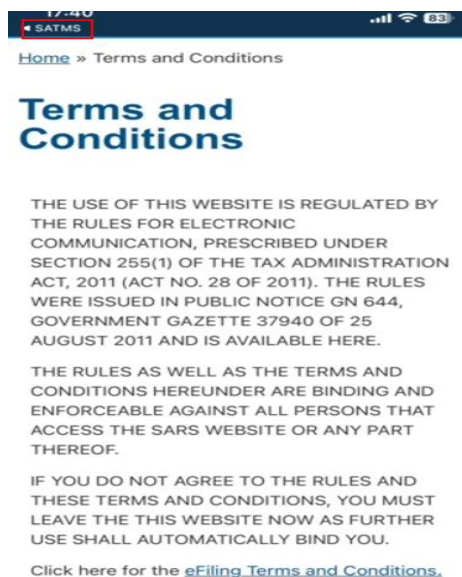 17:40
83
◂ SATMS
Home » Terms and Conditions
Terms and
Conditions
THE USE OF THIS WEBSITE IS REGULATED BY
THE RULES FOR ELECTRONIC
COMMUNICATION, PRESCRIBED UNDER
SECTION 255(1) OF THE TAX ADMINISTRATION
ACT, 2011 (ACT NO. 28 OF 2011). THE RULES
WERE ISSUED IN PUBLIC NOTICE GN 644,
GOVERNMENT GAZETTE 37940 OF 25
AUGUST 2011 AND IS AVAILABLE HERE.
THE RULES AS WELL AS THE TERMS AND
CONDITIONS HEREUNDER ARE BINDING AND
ENFORCEABLE AGAINST ALL PERSONS THAT
ACCESS THE SARS WEBSITE OR ANY PART
THEREOF.
IF YOU DO NOT AGREE TO THE RULES AND
THESE TERMS AND CONDITIONS, YOU MUST
LEAVE THE THIS WEBSITE NOW AS FURTHER
USE SHALL AUTOMATICALLY BIND YOU.
Click here for the eFiling Terms and Conditions.